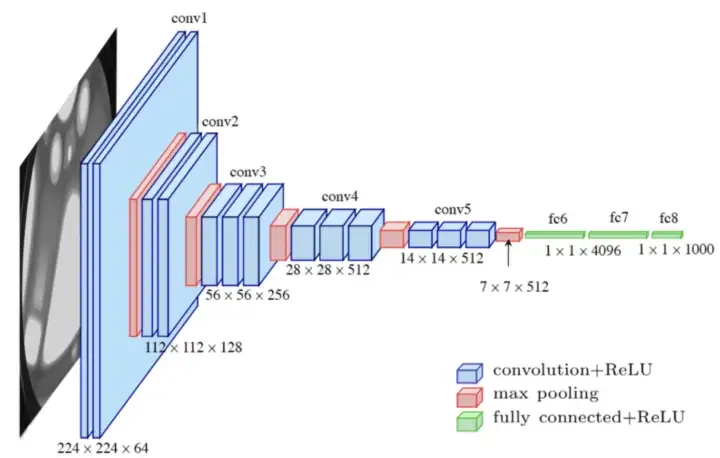 conv1
conv2
conv3
conv4
conv5
fc6
fc7
fc8
1 × 1 × 4096
1 × 1 × 1000
14 × 14 × 512
28 × 28 × 512
7 × 7 × 512
56 × 56 × 256
112 × 112 × 128
224 × 224 × 64
convolution+ReLU
max pooling
fully connected+ReLU